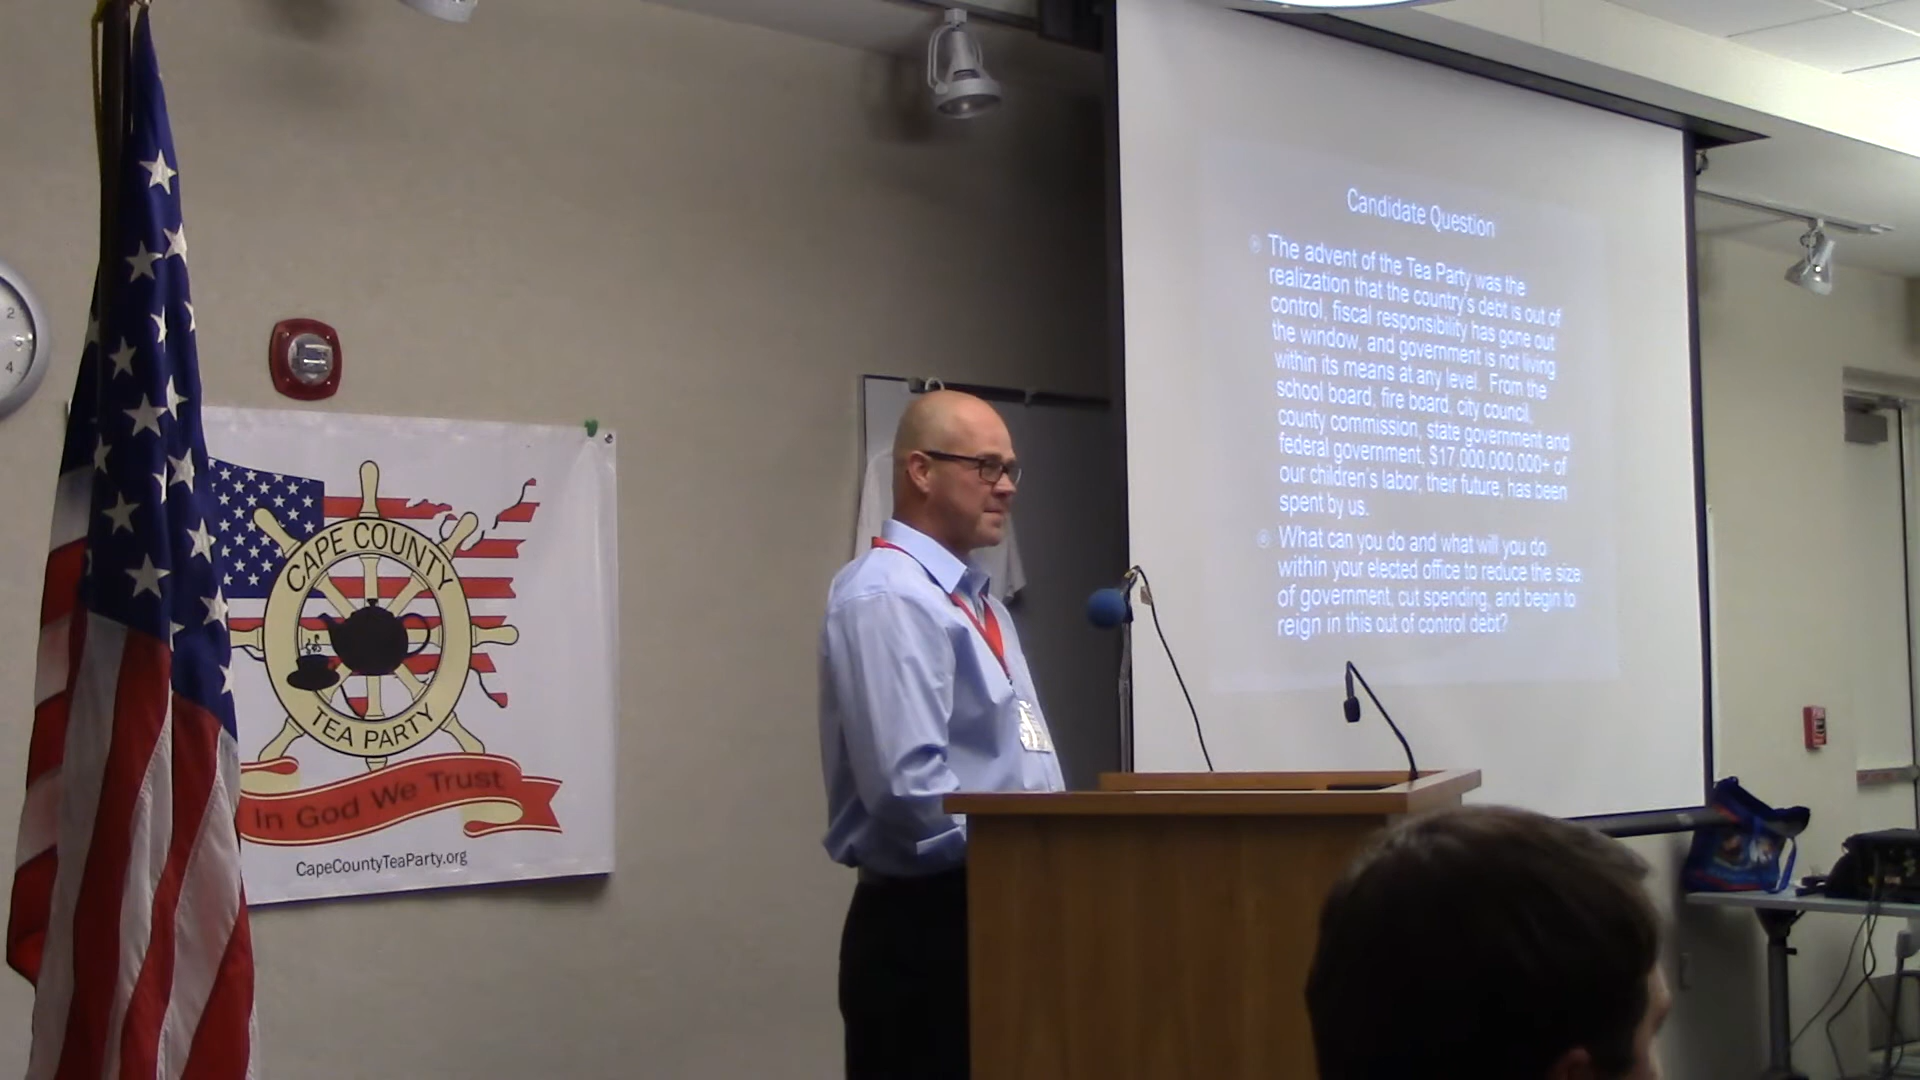 2
4
CAPE COUNTY
TEA PARTY
In God We Trust
CapeCountyTeaParty.org
Candidate Question
The advent of the Tea Party was the
realization that the country's debt is out of
control, fiscal responsibility has gone out
the window, and government is not living
within its means at any level. From the
school board, fire board, city council,
county commission, state government and
federal government, $17,000,000,000+ of
our children's labor, their future, has been
spent by us.
What can you do and what will you do
within your elected office to reduce the size
of government, cut spending, and begin to
reign in this out of control debt?